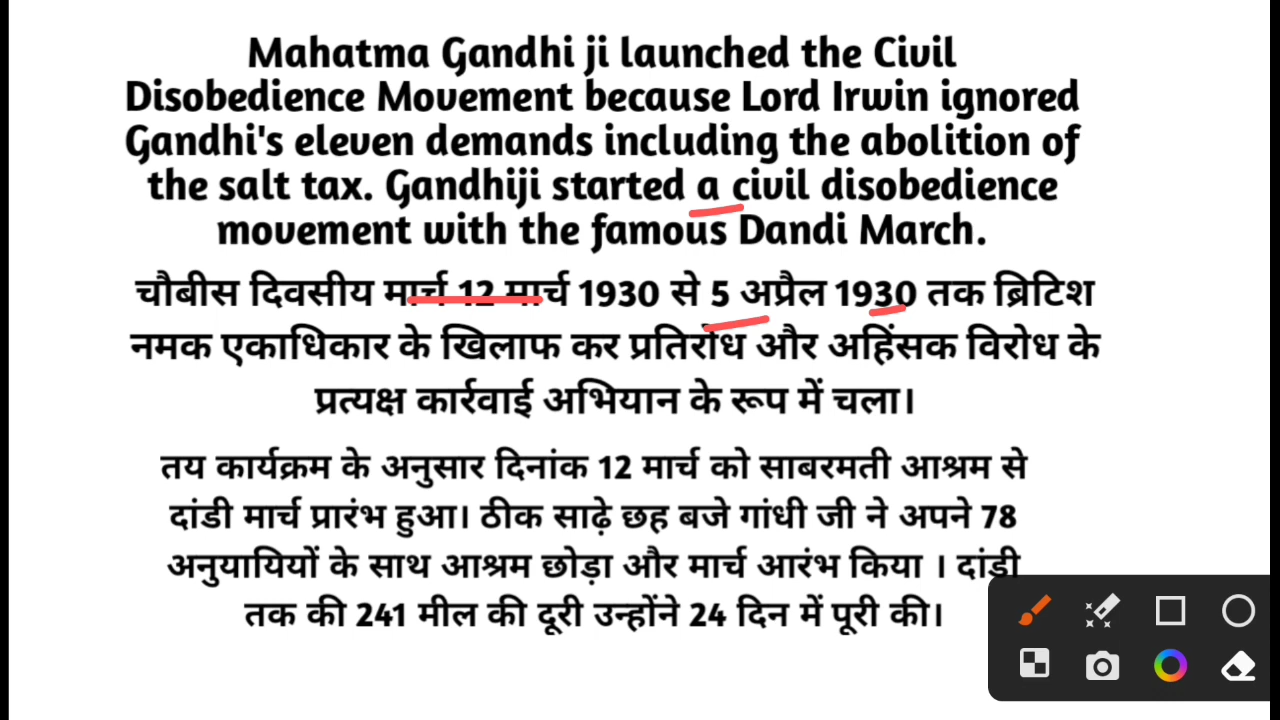 Mahatma Gandhi ji launched the Civil
Disobedience Movement because Lord Irwin ignored
Gandhi's eleven demands including the abolition of
the salt tax. Gandhiji started a civil disobedience
movement with the famous Dandi March.
चौबीस दिवसीय मार्च 12 मार्च 1930 से 5 अप्रैल 1930 तक ब्रिटिश
नमक एकाधिकार के खिलाफ कर प्रतिरोध और अहिंसक विरोध के
प्रत्यक्ष कार्रवाई अभियान के रूप में चला।
तय कार्यक्रम के अनुसार दिनांक 12 मार्च को साबरमती आश्रम से
दांडी मार्च प्रारंभ हुआ। ठीक साढ़े छह बजे गांधी जी ने अपने 78
अनुयायियों के साथ आश्रम छोड़ा और मार्च आरंभ किया । दांडी
तक की 241 मील की दूरी उन्होंने 24 दिन में पूरी की।